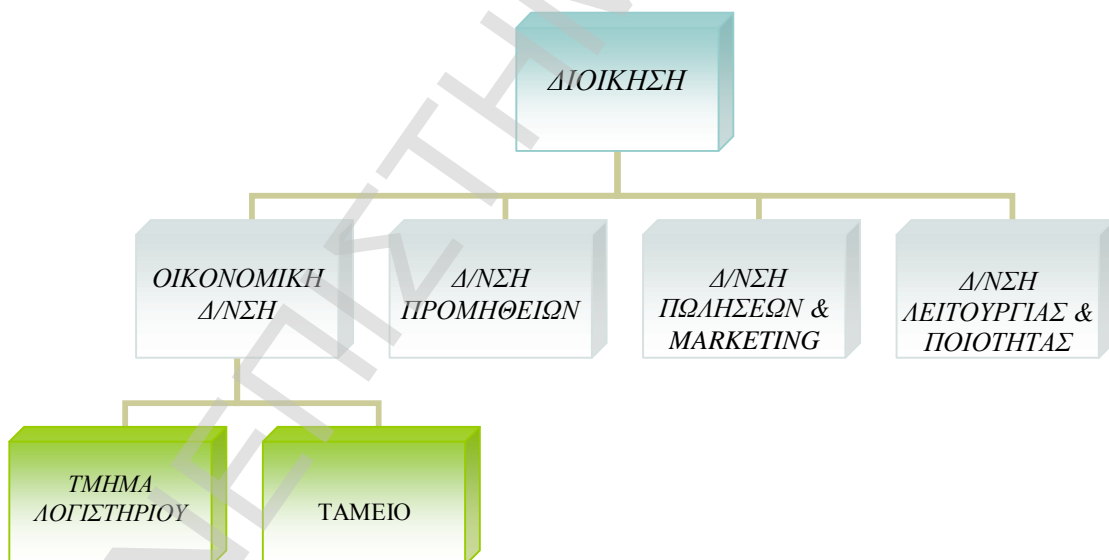 ΔΙΟΙΚΗΣΗ
ΟΙΚΟΝΟΜΙΚΗ
Δ/ΝΣΗ
Δ/ΝΣΗ
ΠΡΟΜΗΘΕΙΩΝ
Δ/ΝΣΗ
ΠΩΛΗΣΕΩΝ &
MARKETING
Δ/ΝΣΗ
ΛΕΙΤΟΥΡΓΙΑΣ &
ΠΟΙΟΤΗΤΑΣ
ΤΜΗΜΑ
ΛΟΓΙΣΤΗΡΙΟΥ
ΤΑΜΕΙΟ